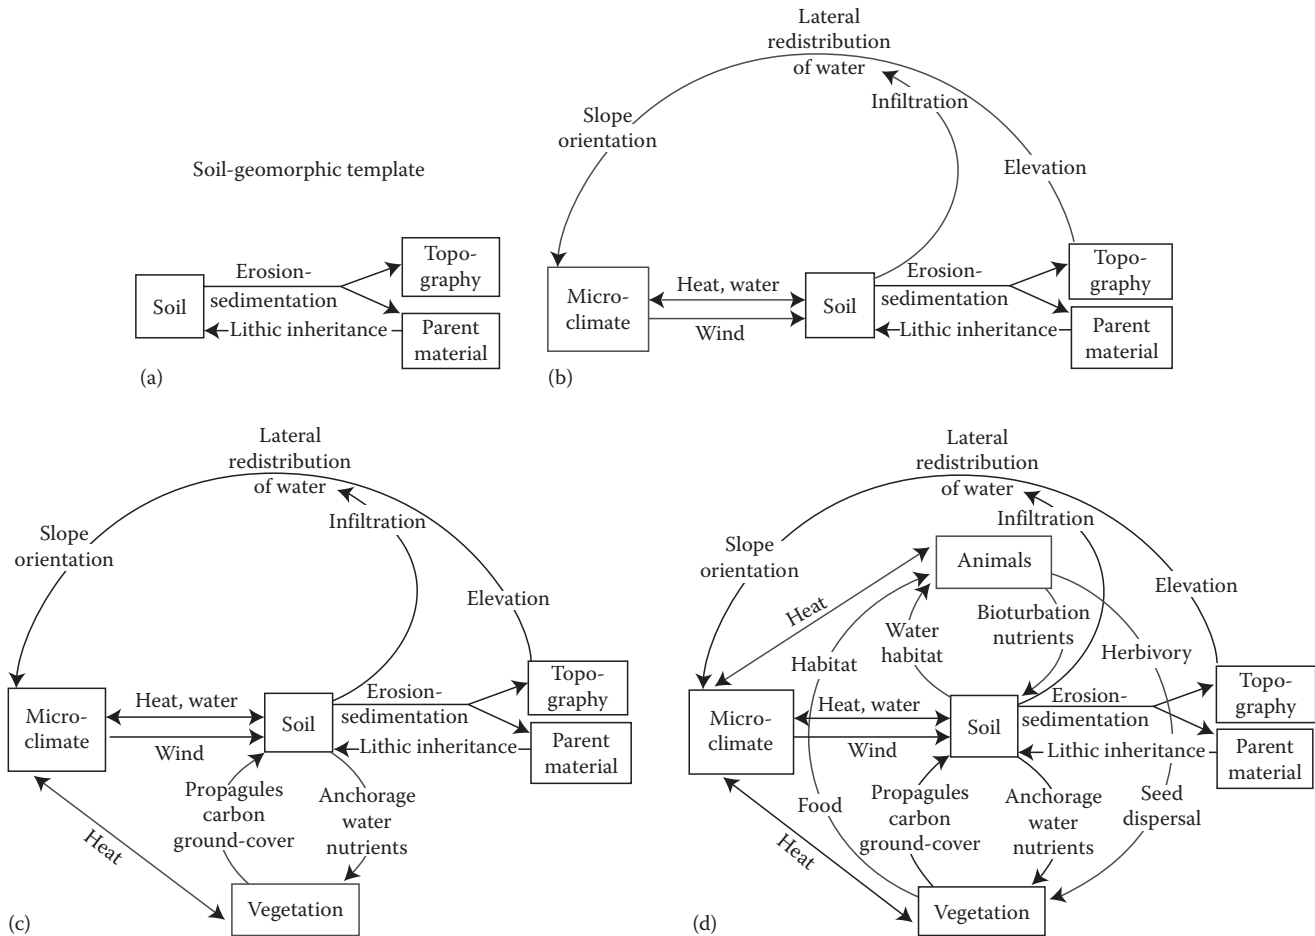 Soil-geomorphic template
Soil
Erosion-
sedimentation
Lithic inheritance
Topo-
graphy
Parent
material
(a)
Lateral
redistribution
of water
Infiltration
Slope
orientation
Elevation
Micro-
climate
Heat, water
Wind
Soil
Erosion-
sedimentation
Lithic inheritance
Topo-
graphy
Parent
material
(b)
Lateral
redistribution
of water
Infiltration
Slope
orientation
Elevation
Micro-
climate
Heat, water
Wind
Soil
Erosion-
sedimentation
Lithic inheritance
Topo-
graphy
Parent
material
Propagules
carbon
ground-cover
Anchorage
water
nutrients
Heat
Vegetation
(c)
Lateral
redistribution
of water
Infiltration
Slope
orientation
Animals
Elevation
Heat
Bioturbation
nutrients
Water
habitat
Habitat
Herbivory
Micro-
climate
Heat, water
Wind
Soil
Erosion-
sedimentation
Lithic inheritance
Topo-
graphy
Parent
material
Food
Propagules
carbon
ground-cover
Anchorage
water
nutrients
Seed
dispersal
Heat
Vegetation
(d)